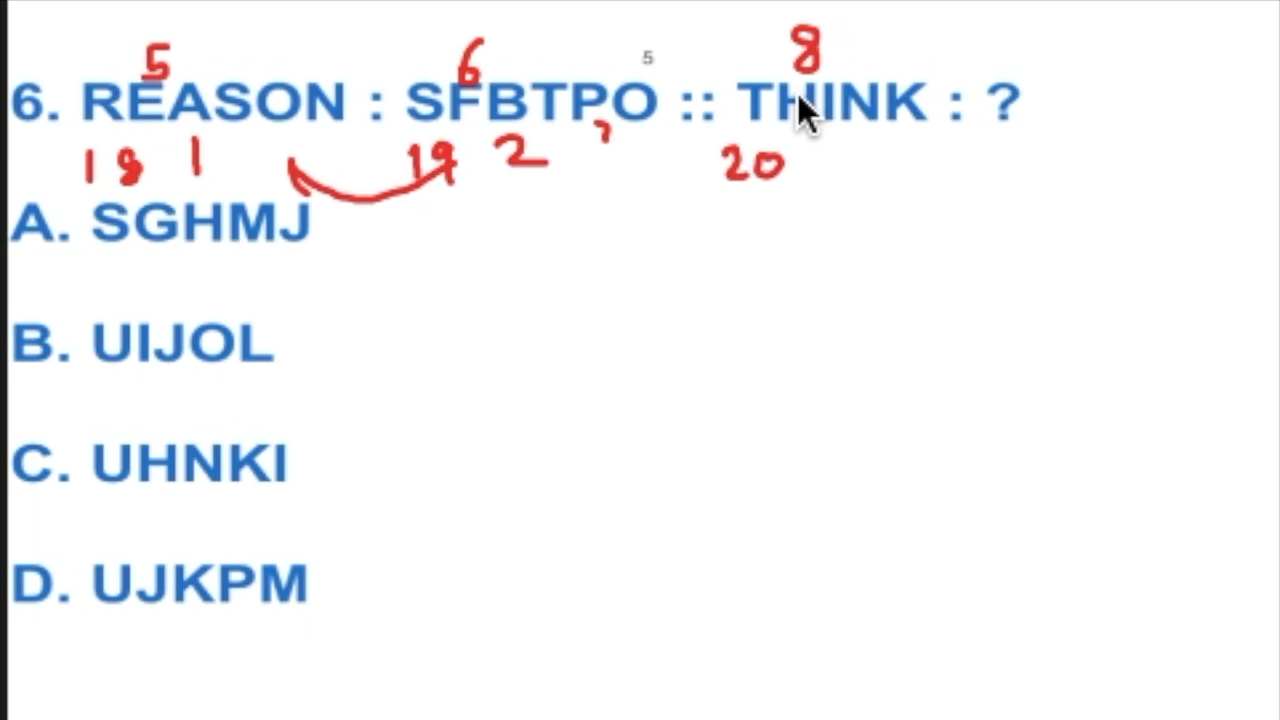 5 6 5 8
6. REASON : SFBTPO :: THINK : ?
18 1 19 2 20
A. SGHMJ
B. UIJOL
C. UHNKI
D. UJKPM